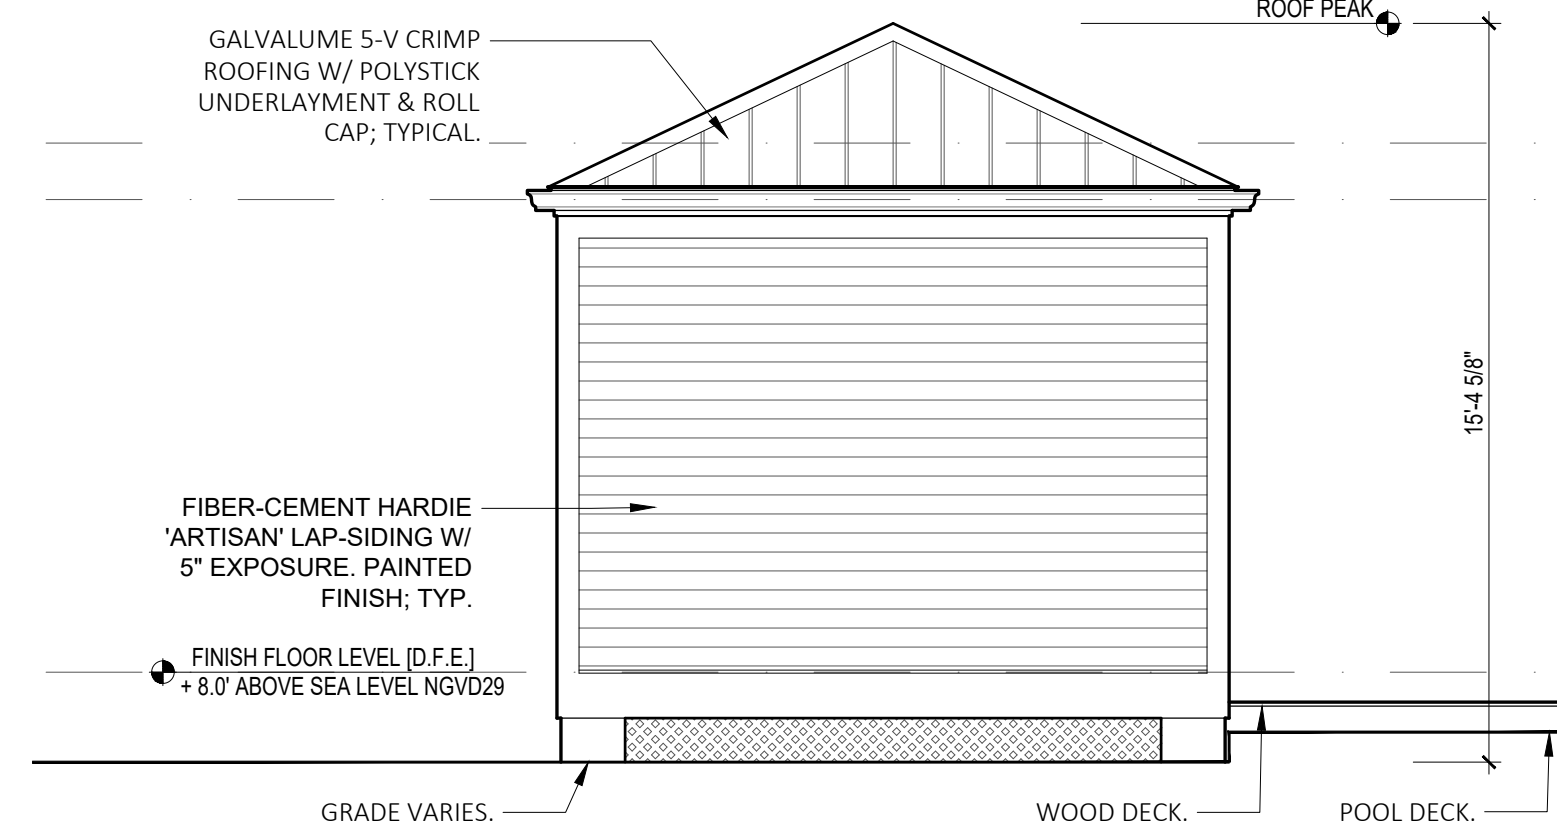 ROOF PEAK
GALVALUME 5-V CRIMP
ROOFING W/ POLYSTICK
UNDERLAYMENT & ROLL
CAP; TYPICAL.
15'-4 5/8"
FIBER-CEMENT HARDIE
'ARTISAN' LAP-SIDING W/
5" EXPOSURE. PAINTED
FINISH; TYP.
FINISH FLOOR LEVEL [D.F.E.]
+ 8.0' ABOVE SEA LEVEL NGVD29
GRADE VARIES.
WOOD DECK.
POOL DECK.